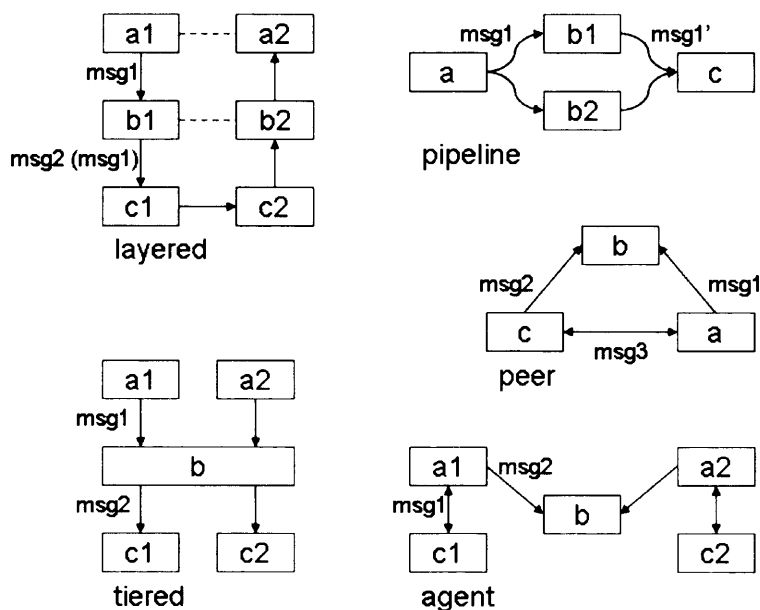 a1 a2
msg1
b1 b2
msg2 (msg1)
c1 c2
layered
msg1 b1 msg1'
a c
b2
pipeline
b
msg2 msg1
c a
msg3
peer
a1 a2
msg1
b
msg2
c1 c2
tiered
a1 msg2 a2
msg1 b
c1 c2
agent